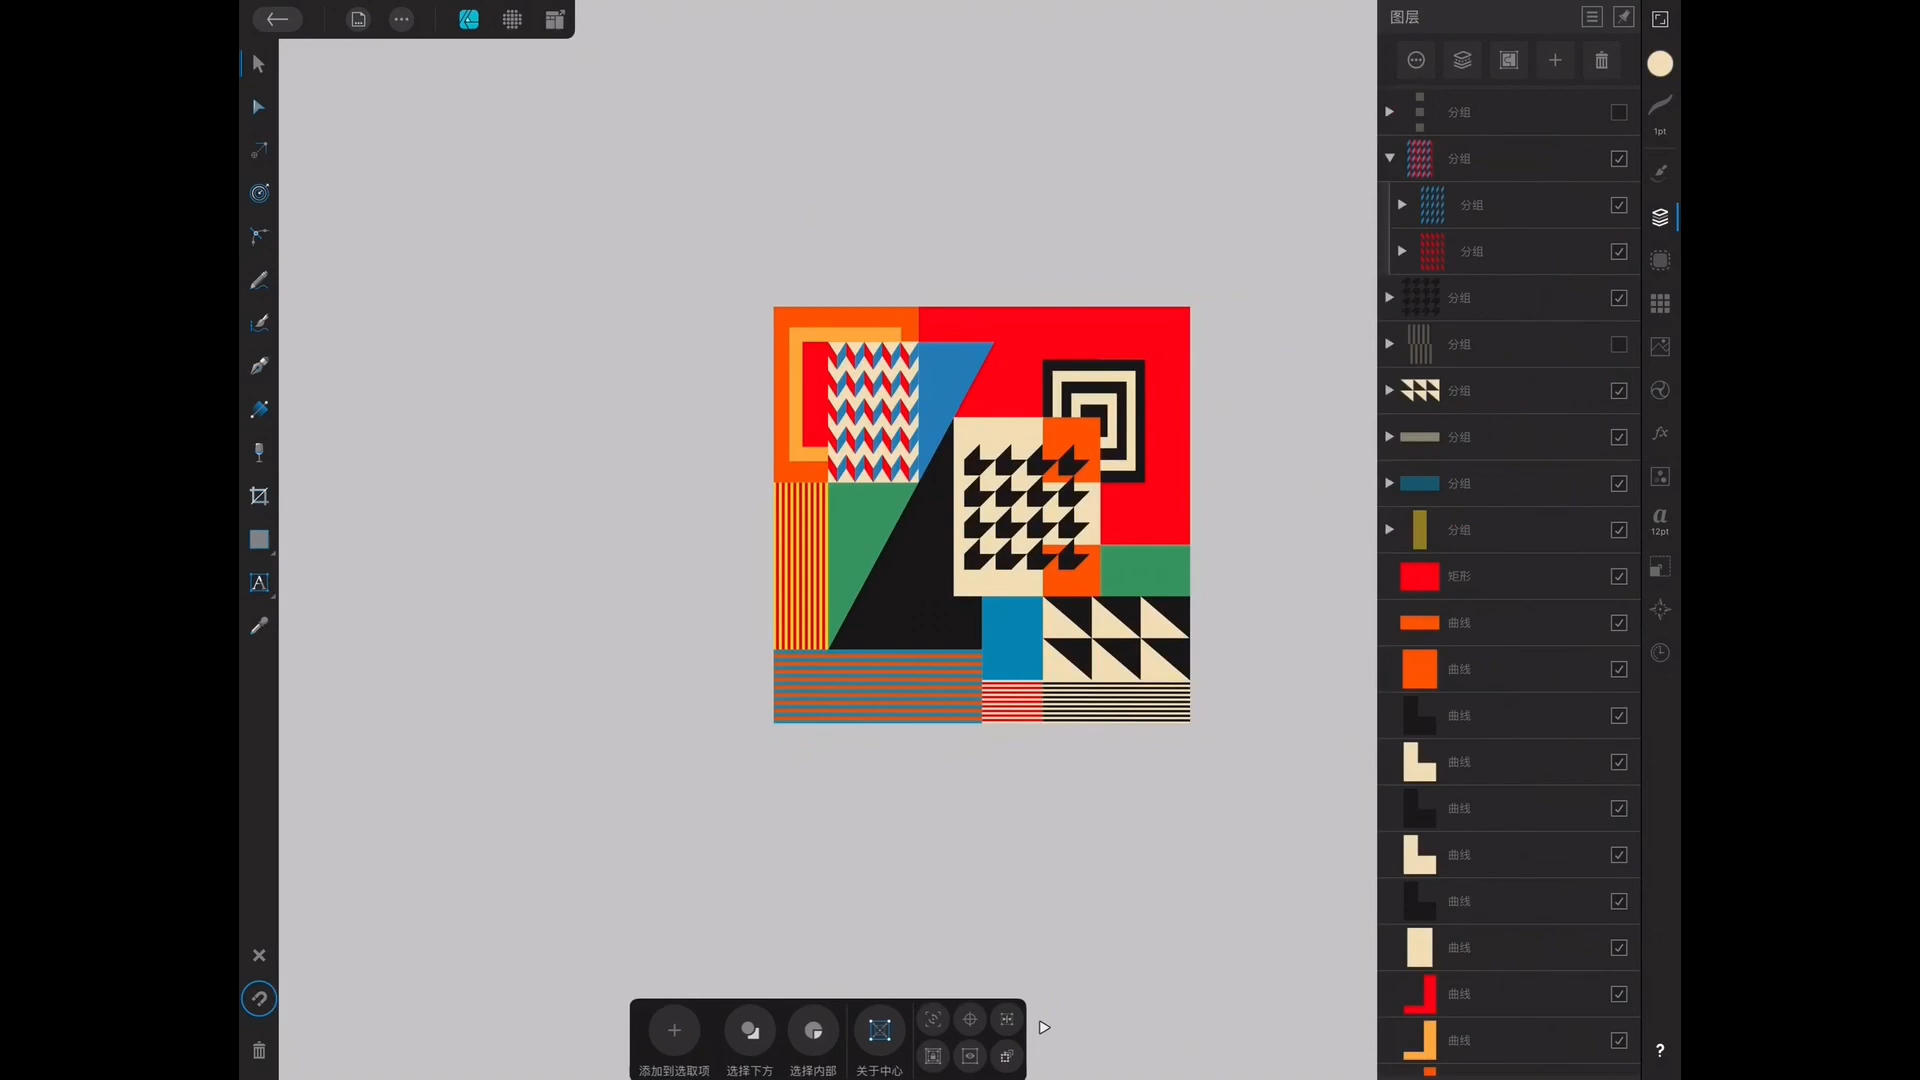 图层
分组
1pt
分组
分组
分组
分组
分组
分组
分组
分组
分组
a
12pt
fx
矩形
曲线
曲线
曲线
曲线
曲线
曲线
曲线
曲线
曲线
曲线
A
?
添加到选取项
选择下方
选择内部
关于中心